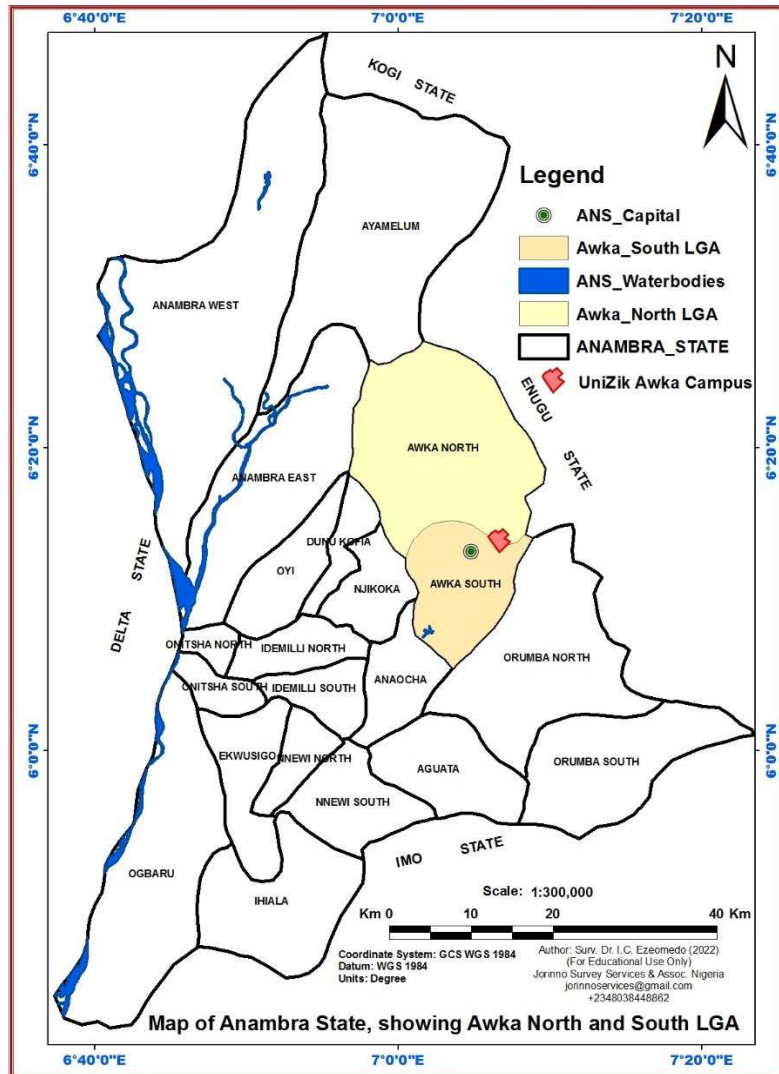 6°40'0"E
7°0'0"E
7°20'0"E
N
KOGI STATE
6°40'0"N
6°40'0"N
Legend
ANS_Capital
Awka_South LGA
ANS_Waterbodies
Awka_North LGA
ANAMBRA_STATE
UniZik Awka Campus
AYAMELUM
ANAMBRA WEST
ENUGU STATE
6°20'0"N
6°20'0"N
AWKA NORTH
ANAMBRA EAST
DUNU KOFIA
OYI
NJIKOKA
AWKA SOUTH
DELTA STATE
ONITSHA NORTH
IDEMILLI NORTH
ORUMBA NORTH
ANAOCHA
ONITSHA SOUTH
IDEMILLI SOUTH
6°0'0"N
6°0'0"N
EKWUSIGO
NNEWI NORTH
AGUATA
ORUMBA SOUTH
NNEWI SOUTH
IMO STATE
OGBARU
IHIALA
Scale: 1:300,000
Km 0 10 20 40 Km
Coordinate System: GCS WGS 1984
Datum: WGS 1984
Units: Degree
Author: Surv. Dr. I.C. Ezeomedo (2022)
(For Educational Use Only)
Jorinno Survey Services & Assoc. Nigeria
jorinnoservices@gmail.com
+2348038448862
Map of Anambra State, showing Awka North and South LGA
6°40'0"E
7°0'0"E
7°20'0"E